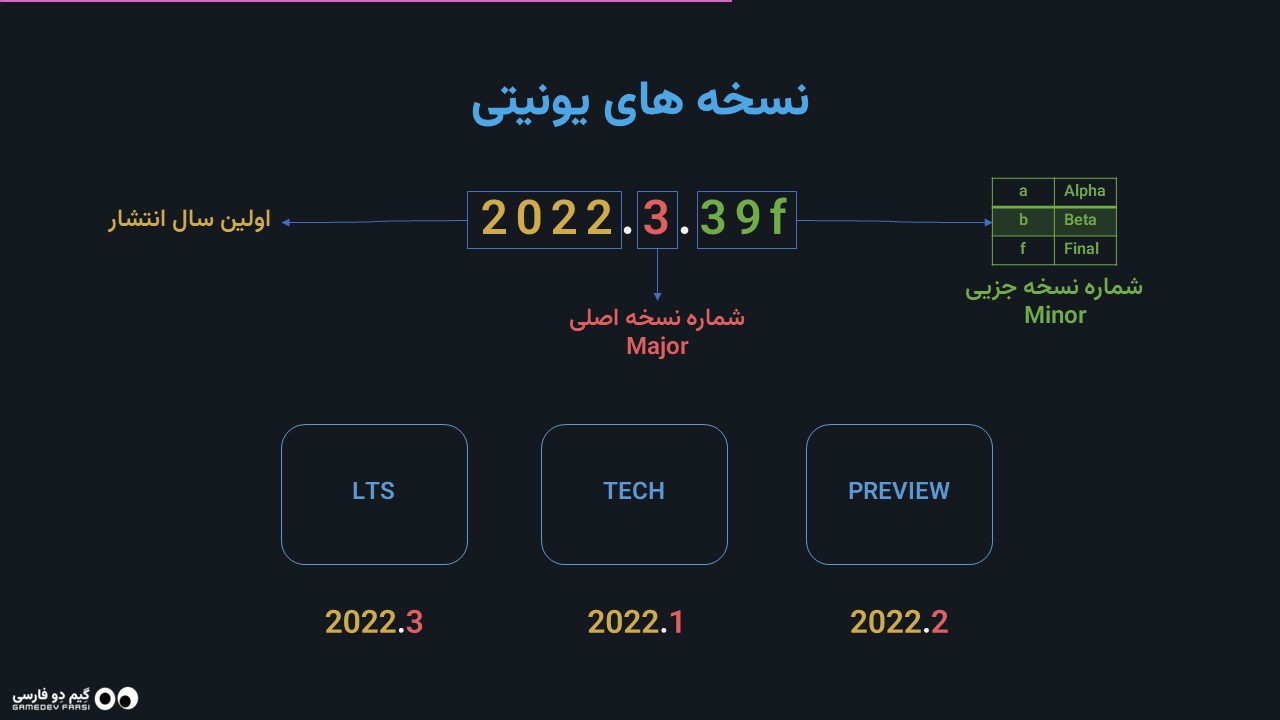 نسخه های یونیتی
اولین سال انتشار
2022.3.39f
a Alpha
b Beta
f Final
شماره نسخه جزیی
Minor
شماره نسخه اصلی
Major
LTS
TECH
PREVIEW
2022.3
2022.1
2022.2
گیم دِو فارسی
GAMEDEV FARSI